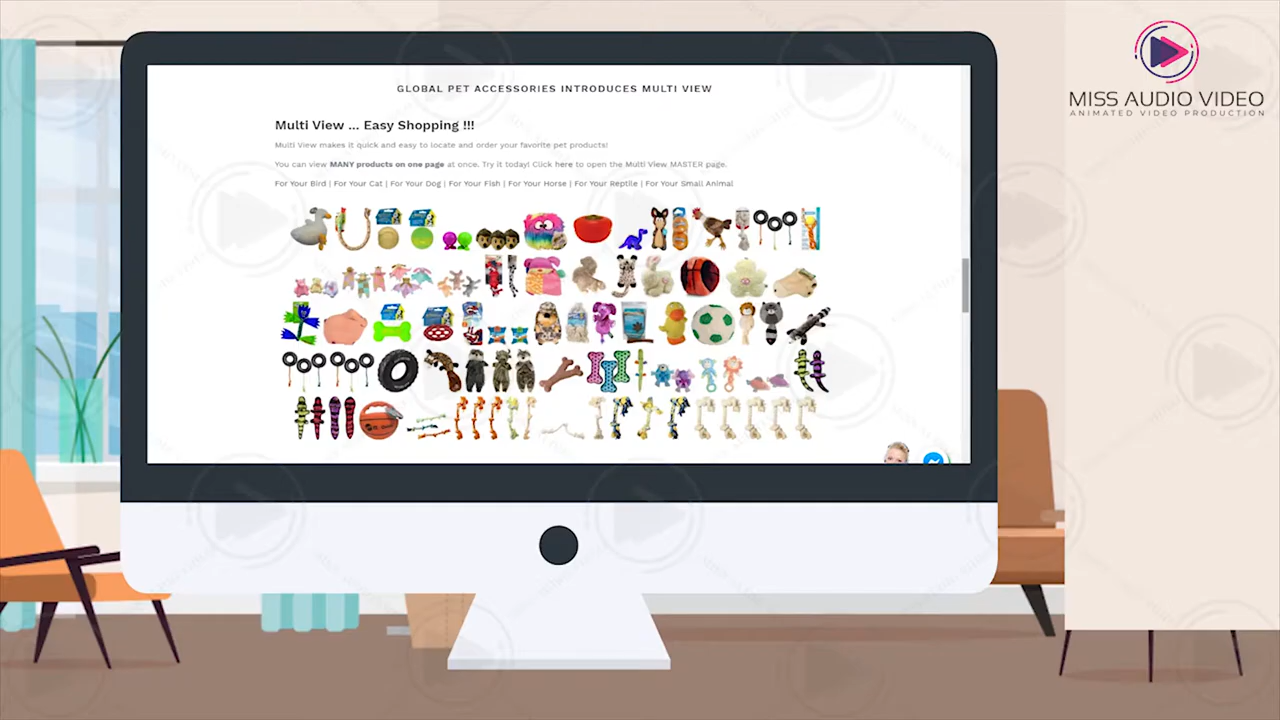 GLOBAL PET ACCESSORIES INTRODUCES MULTI VIEW
Multi View ... Easy Shopping !!!
Multi View makes it quick and easy to locate and order your favorite pet products!
You can view MANY products on one page at once. Try it today! Click here to open the Multi View MASTER page.
For Your Bird | For Your Cat | For Your Dog | For Your Fish | For Your Horse | For Your Reptile | For Your Small Animal
MISS AUDIO VIDEO
ANIMATED VIDEO PRODUCTION